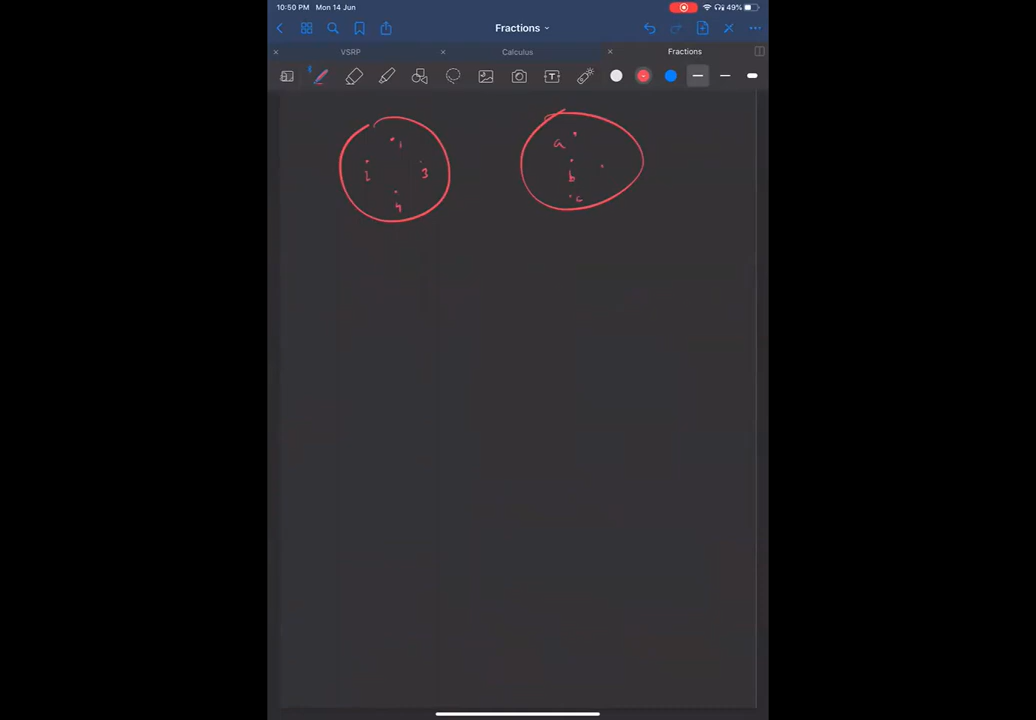 10:50 PM Mon 14 Jun 49%
Fractions
VSRP Calculus Fractions
1 a
2 3 b
4 c